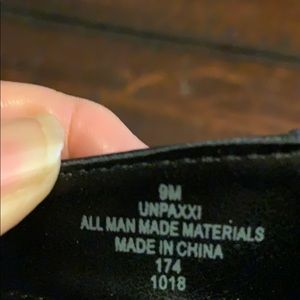 9M
UNPAXXI
ALL MAN MADE MATERIALS
MADE IN CHINA
174
1018